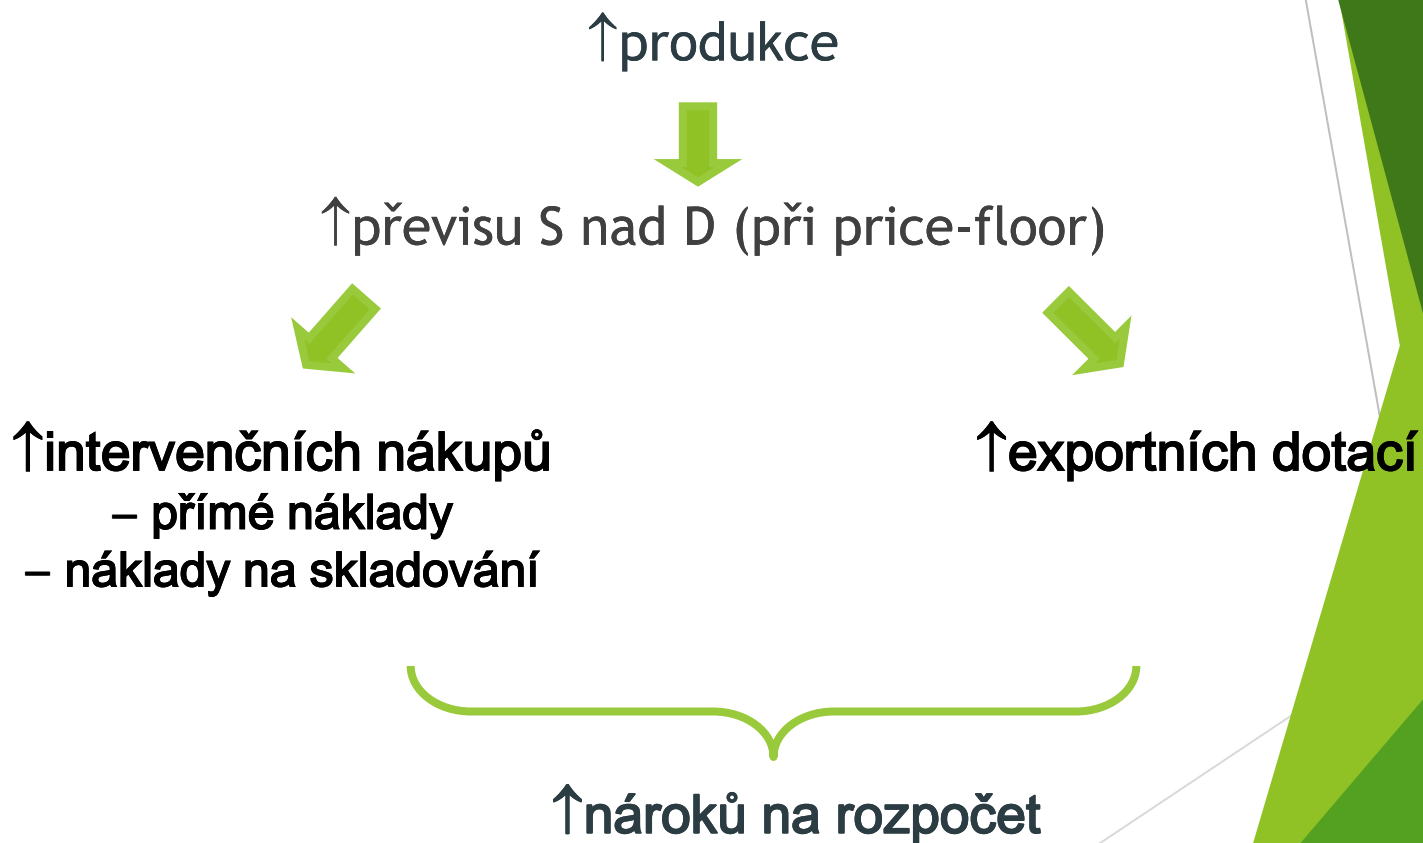 ↑produkce
↑převisu S nad D (při price-floor)
↑intervenčních nákupů
– přímé náklady
– náklady na skladování
↑exportních dotací
↑nároků na rozpočet